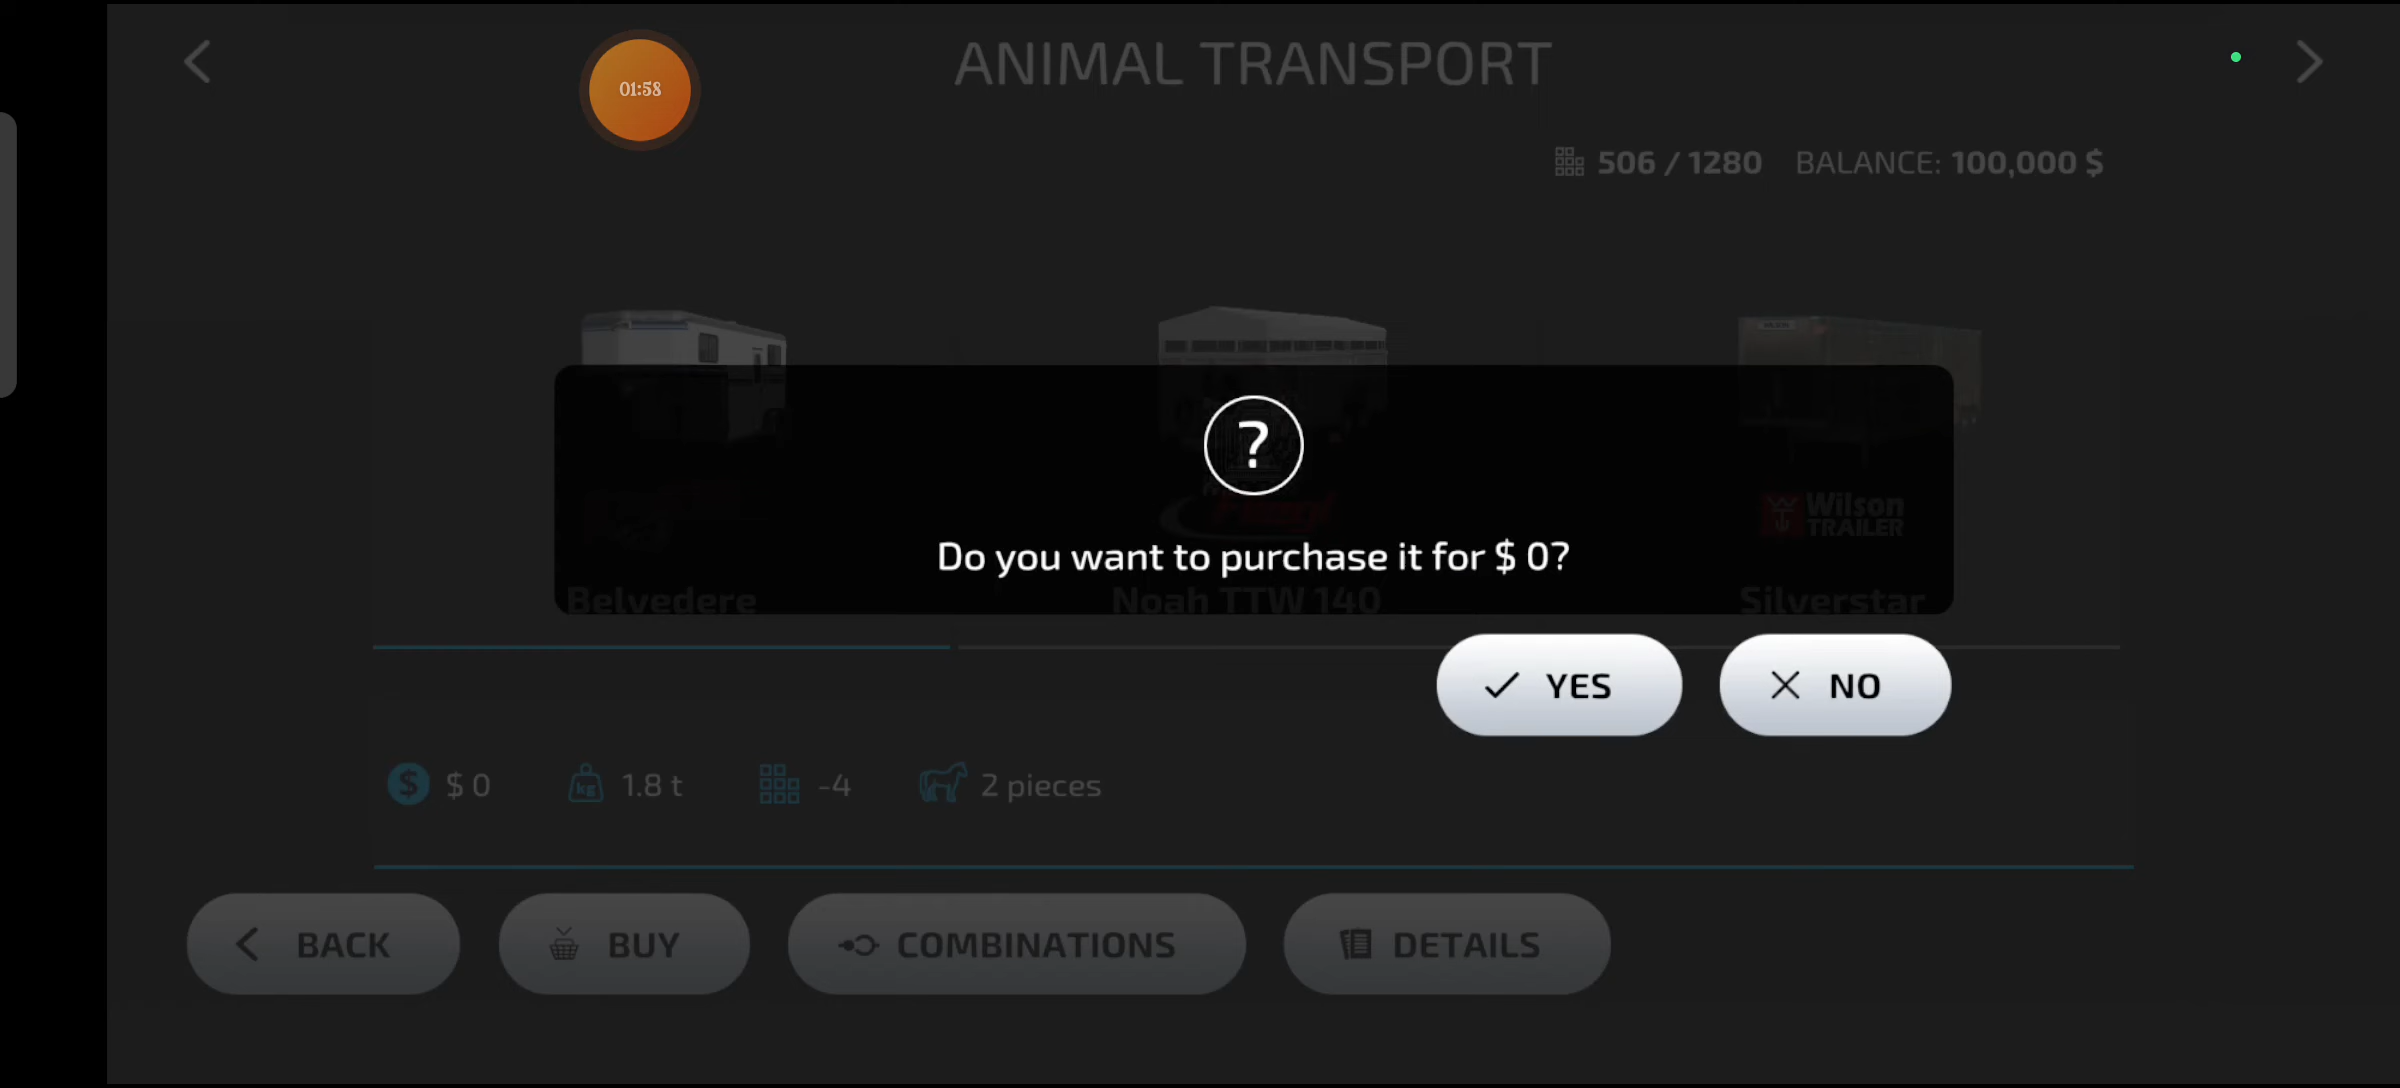 01:58
ANIMAL TRANSPORT
506 / 1280 BALANCE: 100,000 $
?
Wilson
TRAILER
Do you want to purchase it for $ 0?
Belvedere Noah TTW 140 Silverstar
YES NO
$ $ 0 kg 1.8 t -4 2 pieces
BACK BUY COMBINATIONS DETAILS